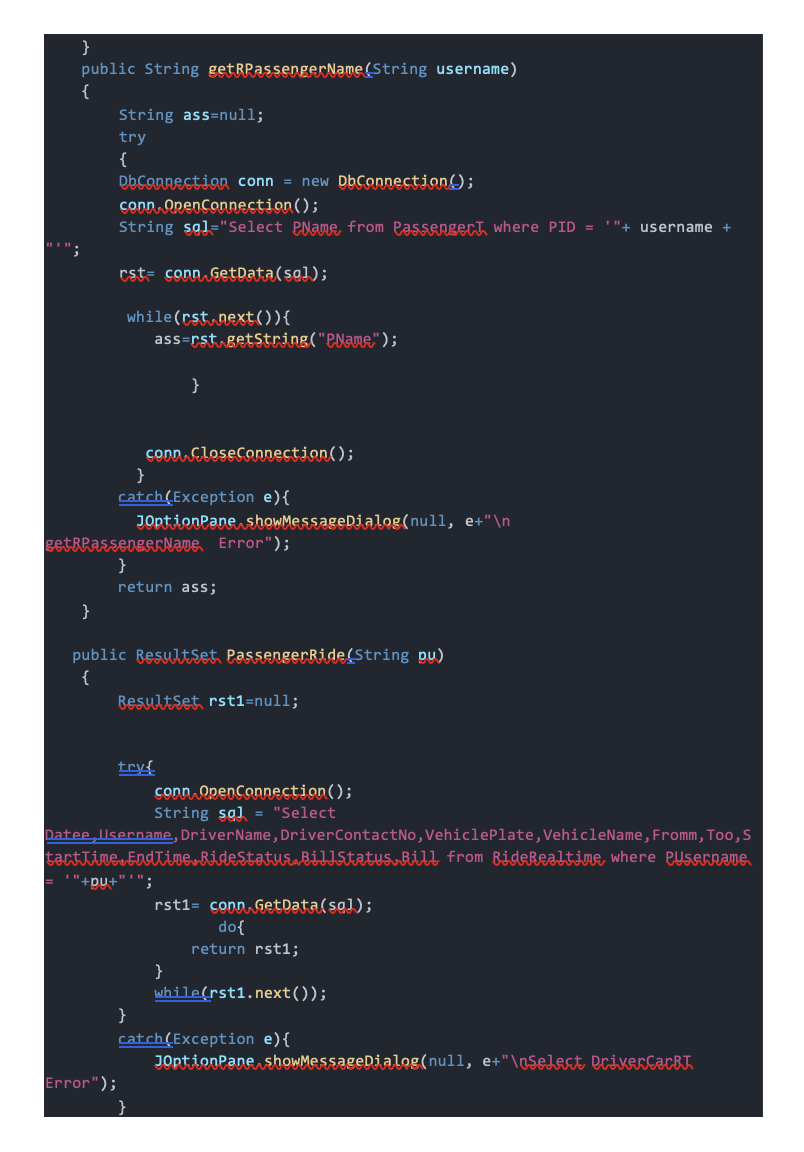 }
public String getRPassengerName(String username)
{
String ass=null;
try
{
DbConnection conn = new DbConnection();
conn.OpenConnection();
String sql="Select PName from PassengerT where PID = '"+ username +
"'";
rst= conn.GetData(sql);
while(rst.next()){
ass=rst.getString("PName");
}
conn.CloseConnection();
}
catch(Exception e){
JOptionPane.showMessageDialog(null, e+"\n
getRPassengerName  Error");
}
return ass;
}
public ResultSet PassengerRide(String pu)
{
ResultSet rst1=null;
try{
conn.OpenConnection();
String sql = "Select
Datee,Username,DriverName,DriverContactNo,VehiclePlate,VehicleName,Fromm,Too,S
tartTime,EndTime,RideStatus,BillStatus,Bill from RideRealtime where PUsername
= '"+pu+"'";
rst1= conn.GetData(sql);
do{
return rst1;
}
while(rst1.next());
}
catch(Exception e){
JOptionPane.showMessageDialog(null, e+"\nSelect DriverCarRT
Error");
}